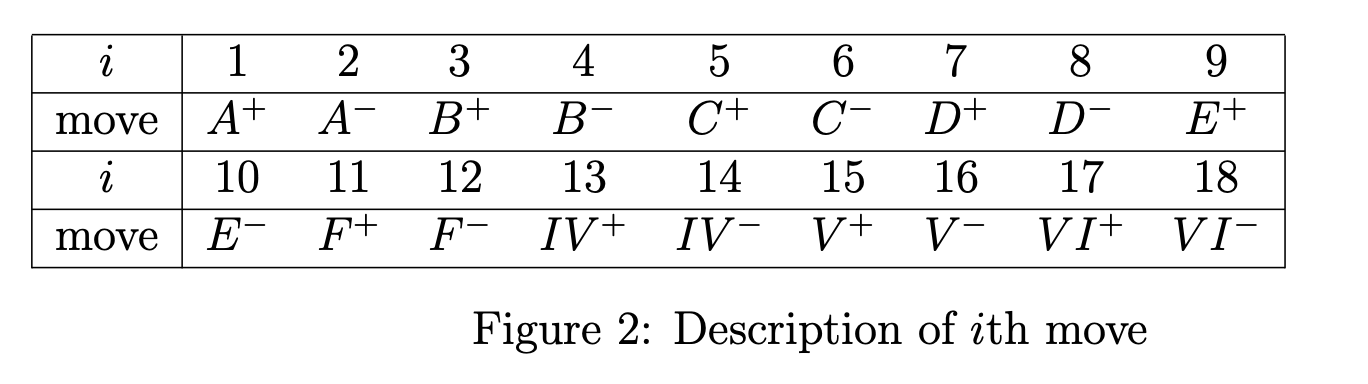 i 1 2 3 4 5 6 7 8 9
move A⁺ A⁻ B⁺ B⁻ C⁺ C⁻ D⁺ D⁻ E⁺
i 10 11 12 13 14 15 16 17 18
move E⁻ F⁺ F⁻ IV⁺ IV⁻ V⁺ V⁻ VI⁺ VI⁻
Figure 2: Description of ith move